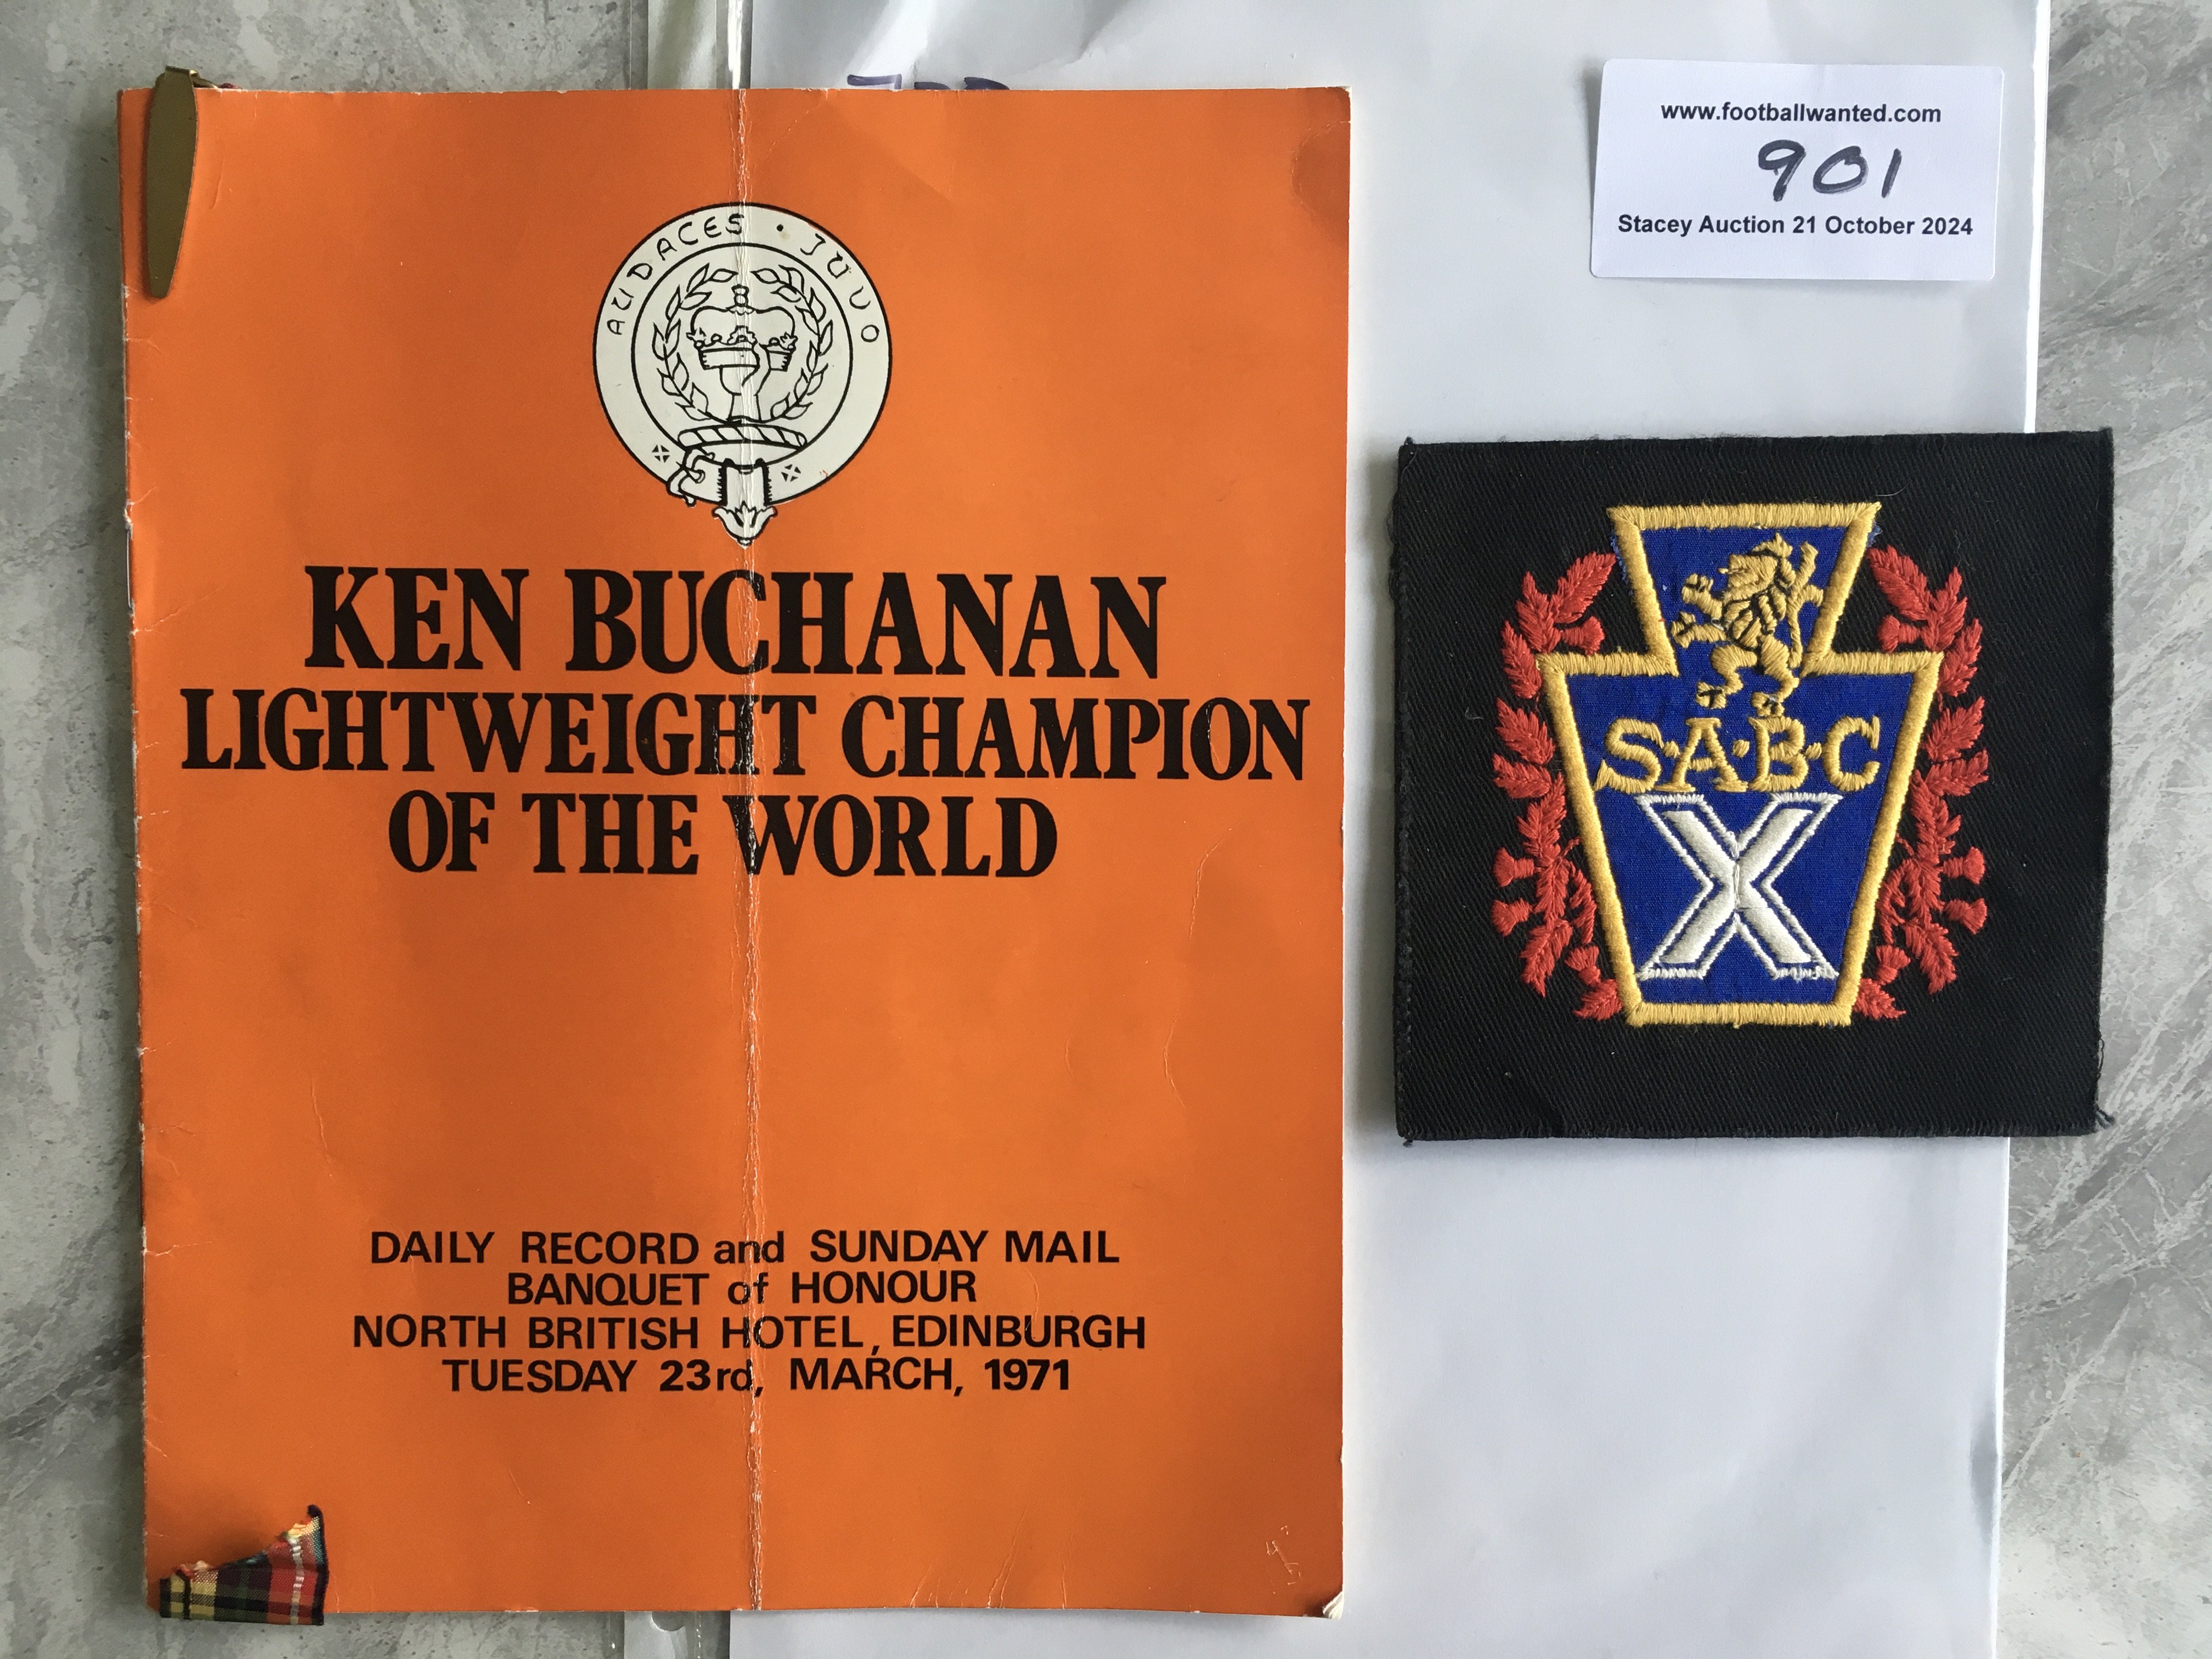 AUDACES · JUVO
KEN BUCHANAN
LIGHTWEIGHT CHAMPION
OF THE WORLD
DAILY RECORD and SUNDAY MAIL
BANQUET of HONOUR
NORTH BRITISH HOTEL, EDINBURGH
TUESDAY 23rd, MARCH, 1971
www.footballwanted.com
901
Stacey Auction 21 October 2024
S·A·B·C
X